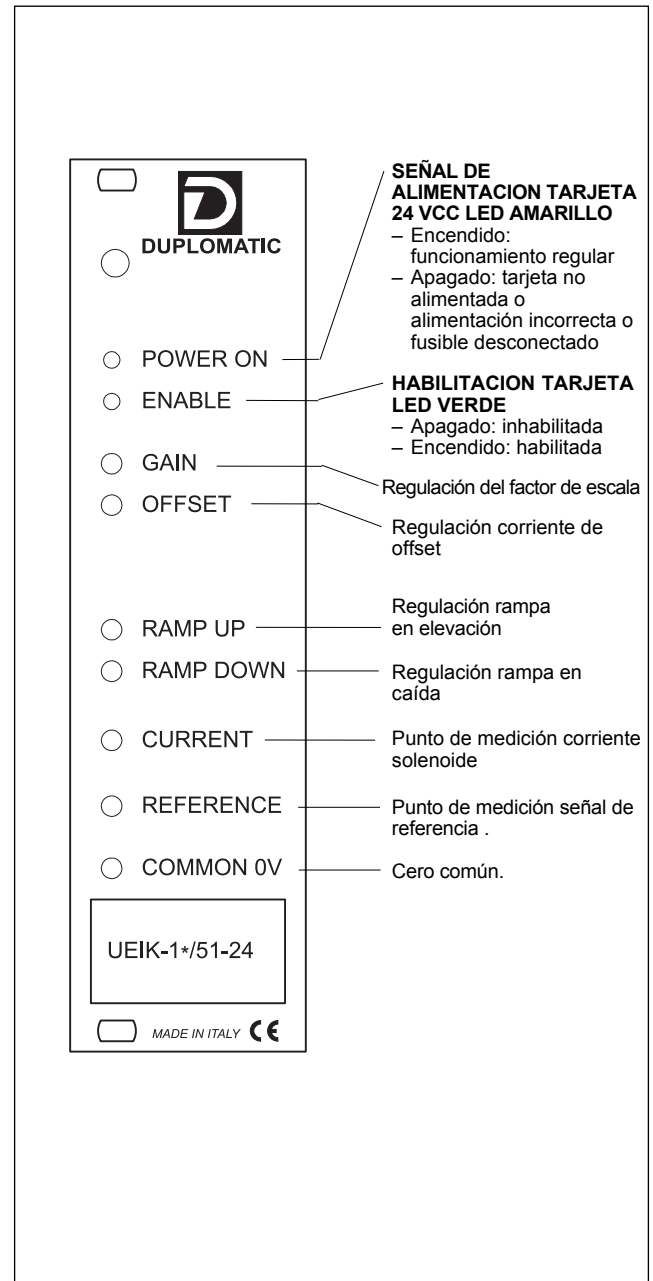 DUPLOMATIC
POWER ON
ENABLE
GAIN
OFFSET
RAMP UP
RAMP DOWN
CURRENT
REFERENCE
COMMON 0V
UEIK-1*/51-24
MADE IN ITALY CE
SEÑAL DE
ALIMENTACION TARJETA
24 VCC LED AMARILLO
– Encendido:
funcionamiento regular
– Apagado: tarjeta no
alimentada o
alimentación incorrecta o
fusible desconectado
HABILITACION TARJETA
LED VERDE
– Apagado: inhabilitada
– Encendido: habilitada
Regulación del factor de escala
Regulación corriente de
offset
Regulación rampa
en elevación
Regulación rampa en
caída
Punto de medición corriente
solenoide
Punto de medición señal de
referencia .
Cero común.